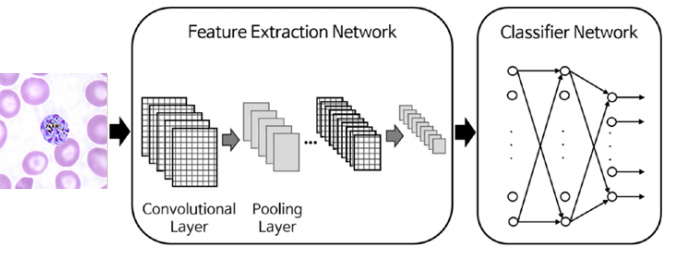 Feature Extraction Network
Classifier Network
Convolutional
Layer
Pooling
Layer